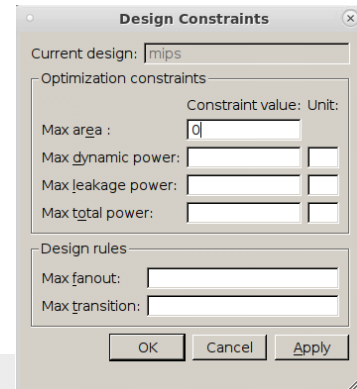 Design Constraints
Current design: mips
Optimization constraints
Constraint value: Unit:
Max area : 0
Max dynamic power:
Max leakage power:
Max total power:
Design rules
Max fanout:
Max transition:
OK Cancel Apply